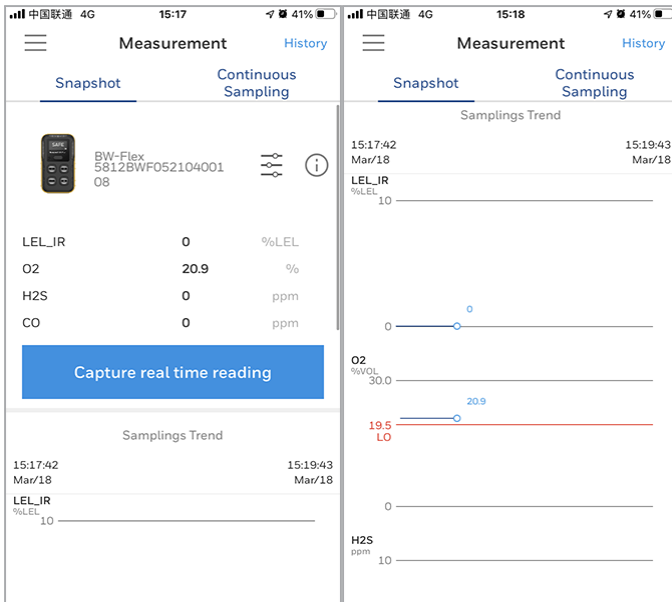 中国联通 4G 15:17 41%
Measurement
History
Snapshot
Continuous
Sampling
SAFE
BW-Flex
5812BWF052104001
08
LEL_IR 0 %LEL
O2 20.9 %
H2S 0 ppm
CO 0 ppm
Capture real time reading
Samplings Trend
15:17:42 15:19:43
Mar/18 Mar/18
LEL_IR
%LEL
10
中国联通 4G 15:18 41%
Measurement
History
Snapshot
Continuous
Sampling
Samplings Trend
15:17:42 15:19:43
Mar/18 Mar/18
LEL_IR
%LEL
10
0
0
O2
%VOL
30.0
20.9
19.5
LO
0
H2S
ppm
10